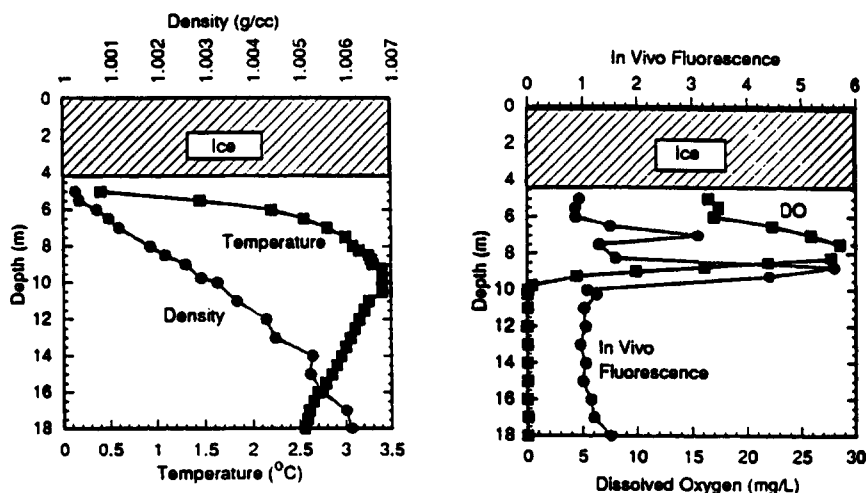 Density (g/cc)
1 1.001 1.002 1.003 1.004 1.005 1.006 1.007
0
2
4
6
8
10
12
14
16
18
Depth (m)
Ice
Temperature
Density
0 0.5 1 1.5 2 2.5 3 3.5
Temperature (°C)
In Vivo Fluorescence
0 1 2 3 4 5 6
0
2
4
6
8
10
12
14
16
18
Depth (m)
Ice
DO
In Vivo
Fluorescence
0 5 10 15 20 25 30
Dissolved Oxygen (mg/L)